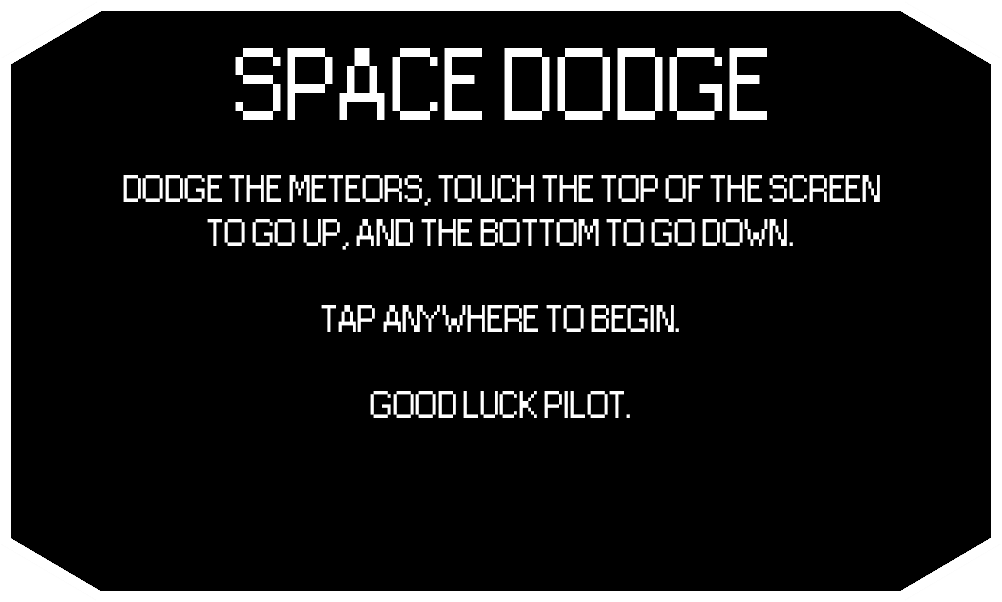 SPACE DODGE
DODGE THE METEORS, TOUCH THE TOP OF THE SCREEN
TO GO UP, AND THE BOTTOM TO GO DOWN.
TAP ANYWHERE TO BEGIN.
GOOD LUCK PILOT.